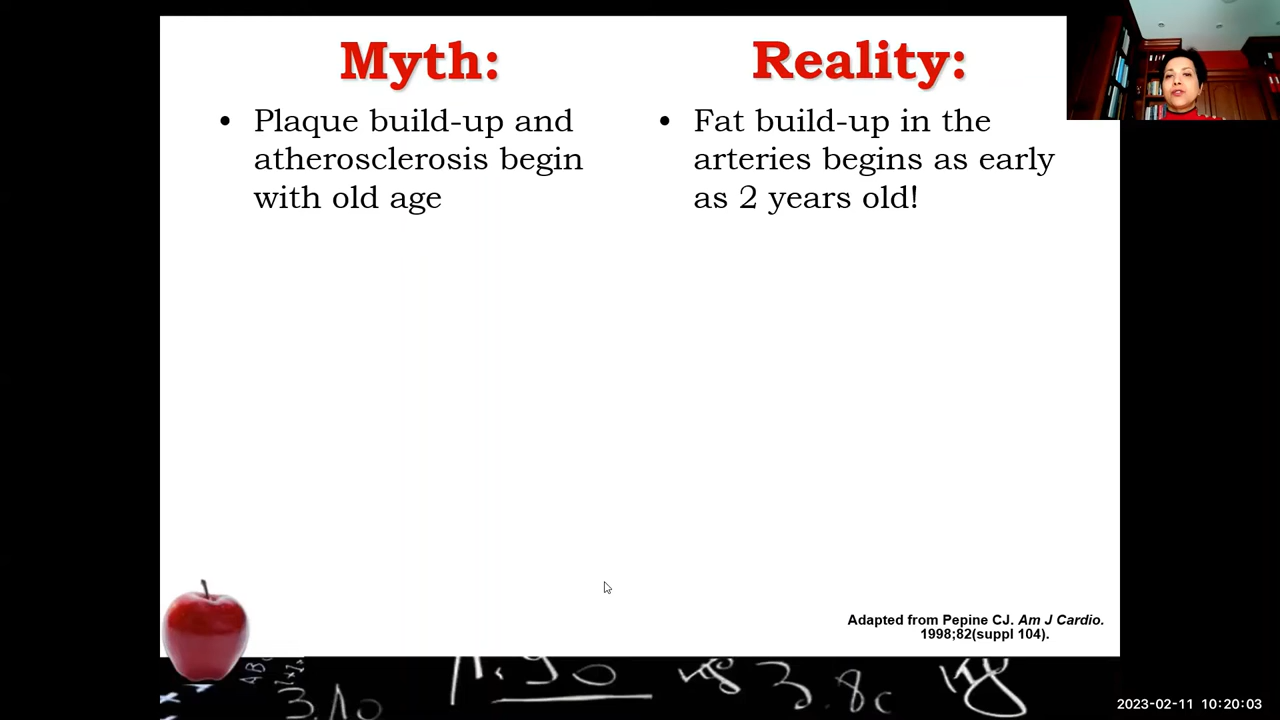 Myth:
• Plaque build-up and
atherosclerosis begin
with old age
Reality:
• Fat build-up in the
arteries begins as early
as 2 years old!
Adapted from Pepine CJ. Am J Cardio.
1998;82(suppl 104).
3.8c
2023-02-11 10:20:03